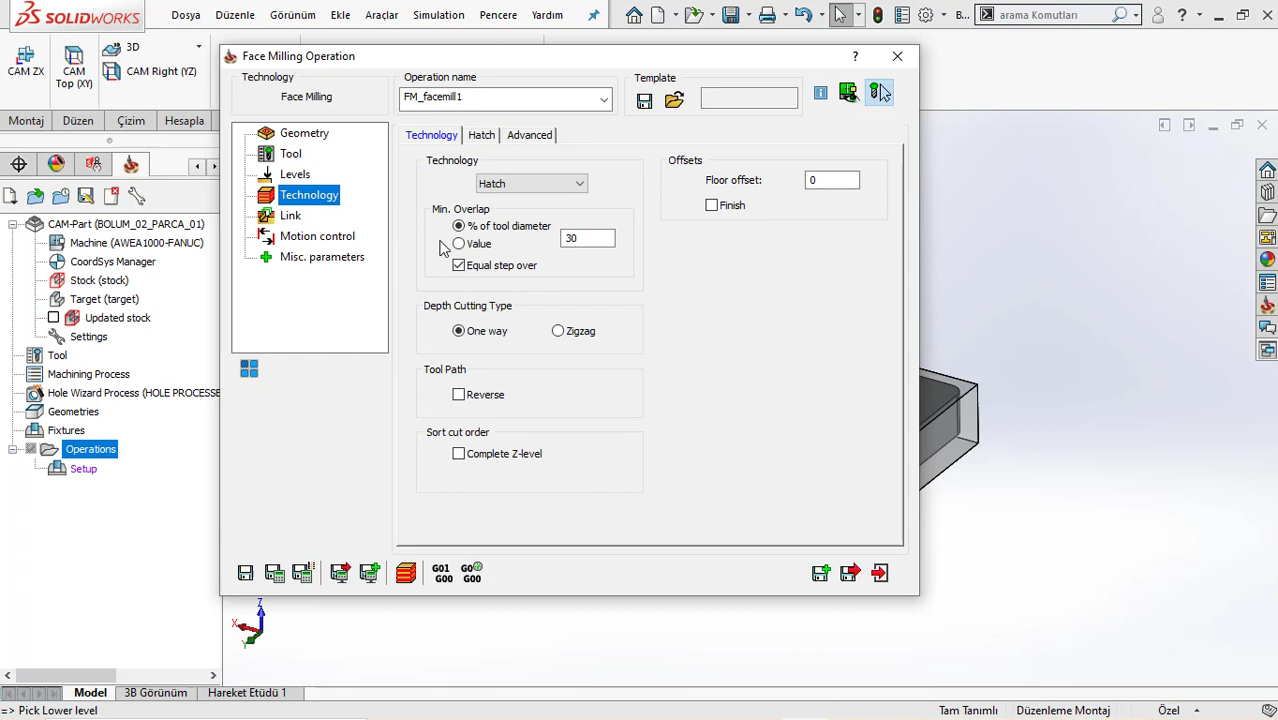 SOLIDWORKS Dosya Düzenle Görünüm Ekle Araçlar Simulation Pencere Yardım B... arama Komutları ?
CAM ZX CAM Top (XY) 3D CAM Right (YZ)
Montaj Düzen Çizim Hesapla
CAM-Part (BOLUM_02_PARCA_01)
Machine (AWEA1000-FANUC)
CoordSys Manager
Stock (stock)
Target (target)
Updated stock
Settings
Tool
Machining Process
Hole Wizard Process (HOLE PROCESSE
Geometries
Fixtures
Operations
Setup
Face Milling Operation ?
Technology
Face Milling
Operation name
FM_facemill1
Template
Geometry
Tool
Levels
Technology
Link
Motion control
Misc. parameters
Technology Hatch Advanced
Technology
Hatch
Min. Overlap
% of tool diameter
Value
30
Equal step over
Depth Cutting Type
One way Zigzag
Tool Path
Reverse
Sort cut order
Complete Z-level
Offsets
Floor offset: 0
Finish
G01 G00 G0 G00
Z
X
Y
Model 3B Görünüm Hareket Etüdü 1
=> Pick Lower level Tam Tanımlı Düzenleme Montaj Özel